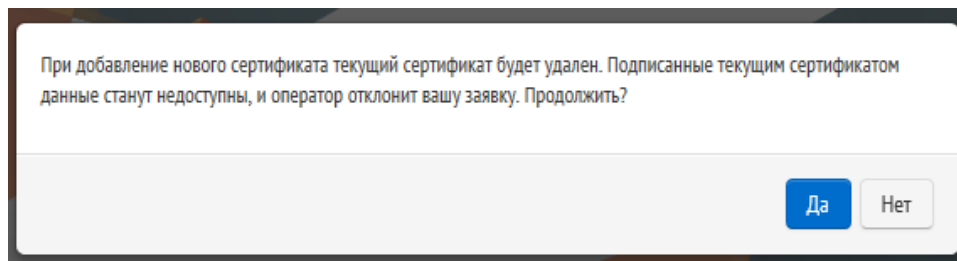 При добавление нового сертификата текущий сертификат будет удален. Подписанные текущим сертификатом
данные станут недоступны, и оператор отклонит вашу заявку. Продолжить?
Да
Нет